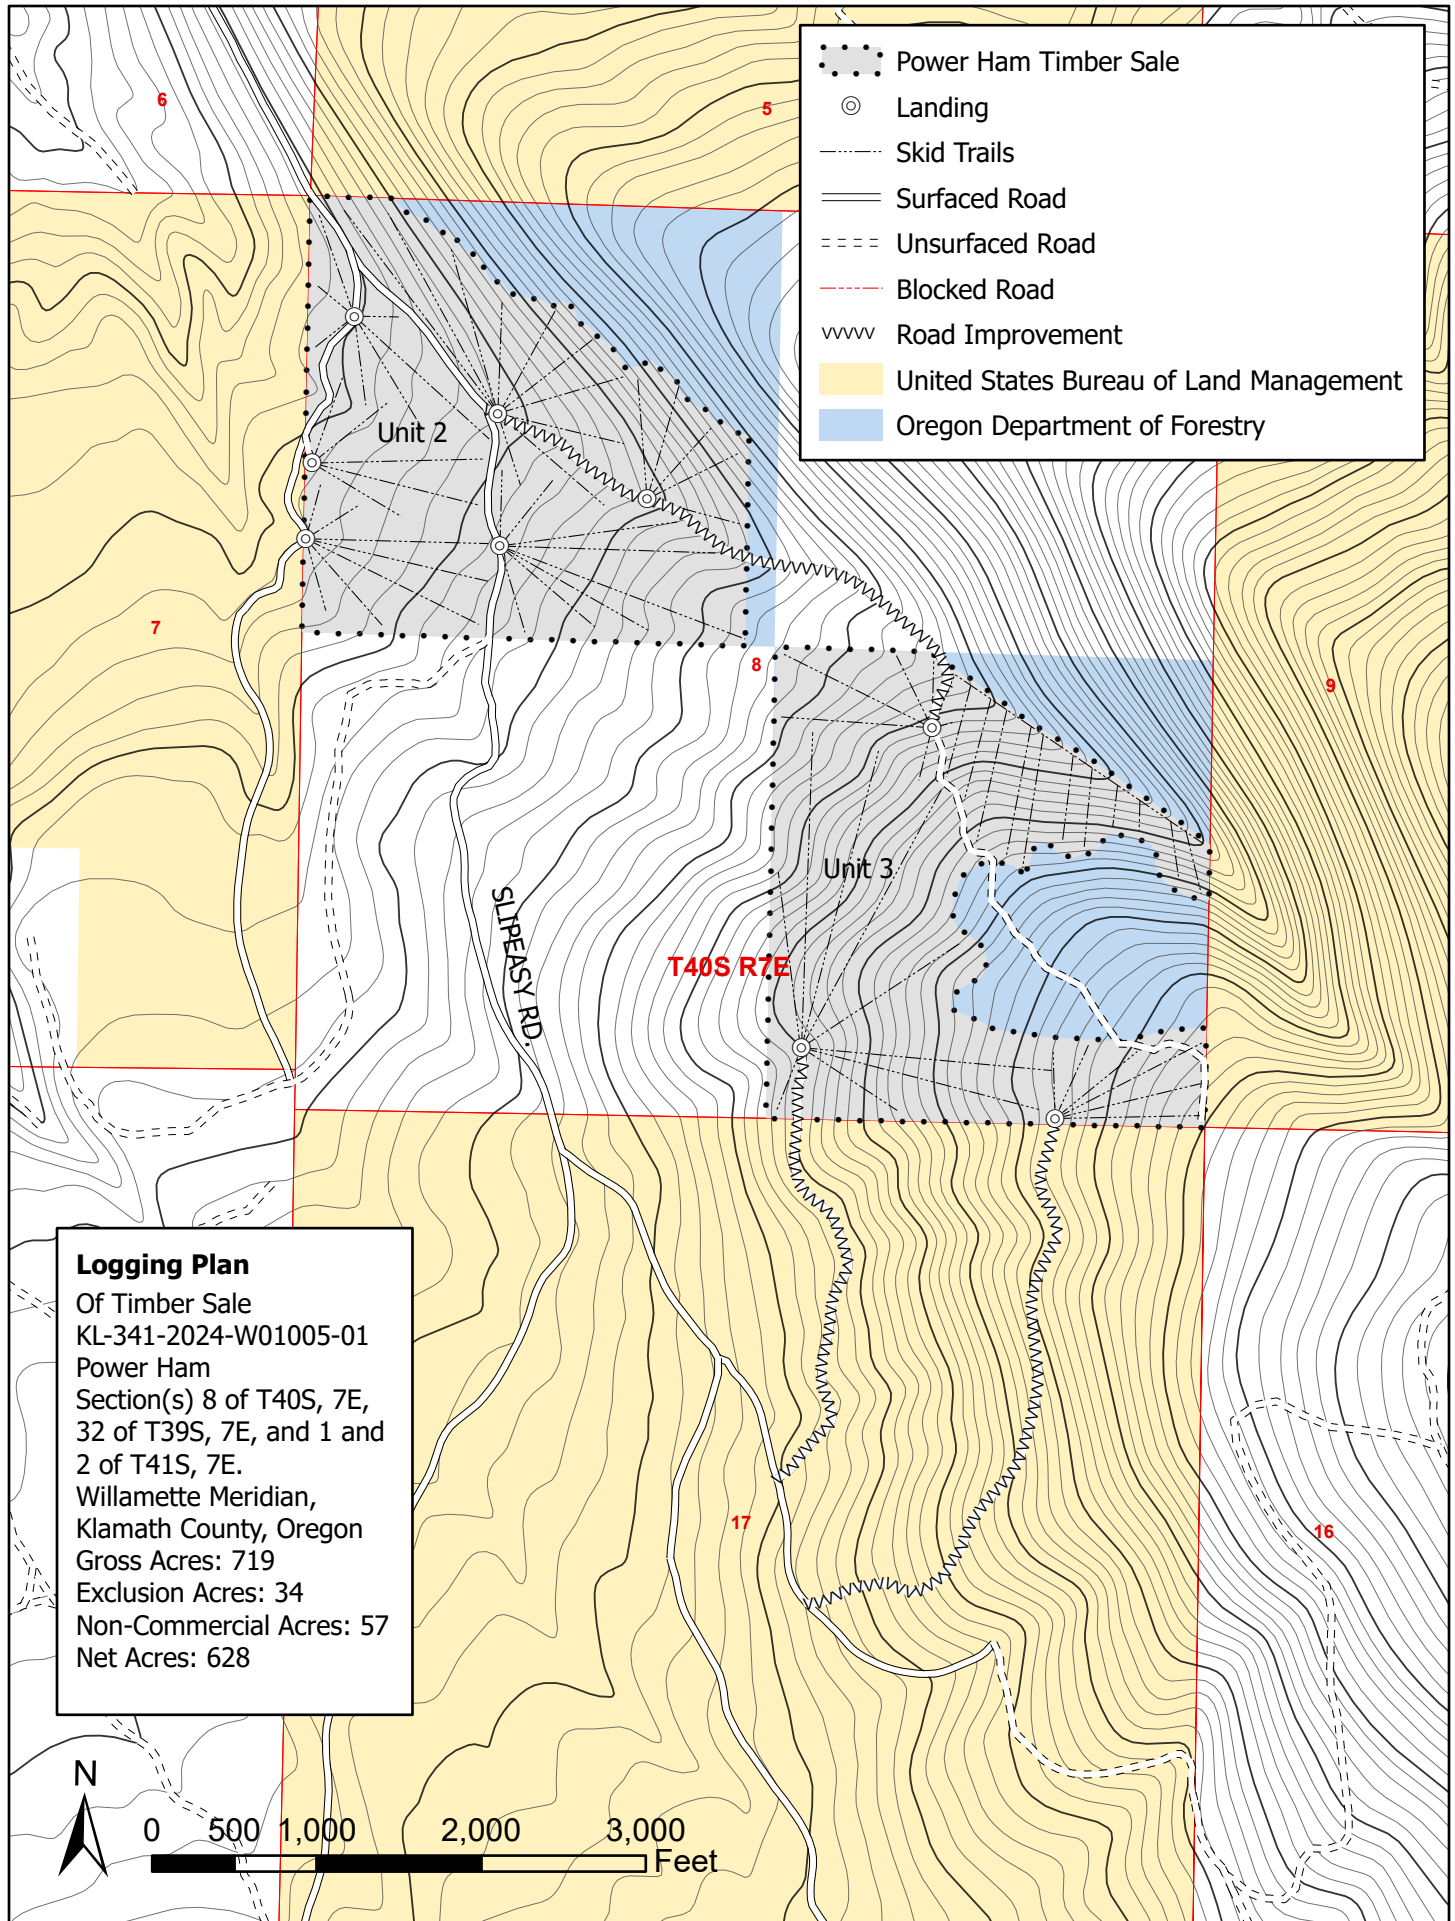 Power Ham Timber Sale
Landing
Skid Trails
Surfaced Road
Unsurfaced Road
Blocked Road
Road Improvement
United States Bureau of Land Management
Oregon Department of Forestry
6
5
Unit 2
7
8
9
Unit 3
T40S R7E
SLIPEASY RD.
17
16
Logging Plan
Of Timber Sale
KL-341-2024-W01005-01
Power Ham
Section(s) 8 of T40S, 7E,
32 of T39S, 7E, and 1 and
2 of T41S, 7E.
Willamette Meridian,
Klamath County, Oregon
Gross Acres: 719
Exclusion Acres: 34
Non-Commercial Acres: 57
Net Acres: 628
N
0 500 1,000 2,000 3,000
Feet